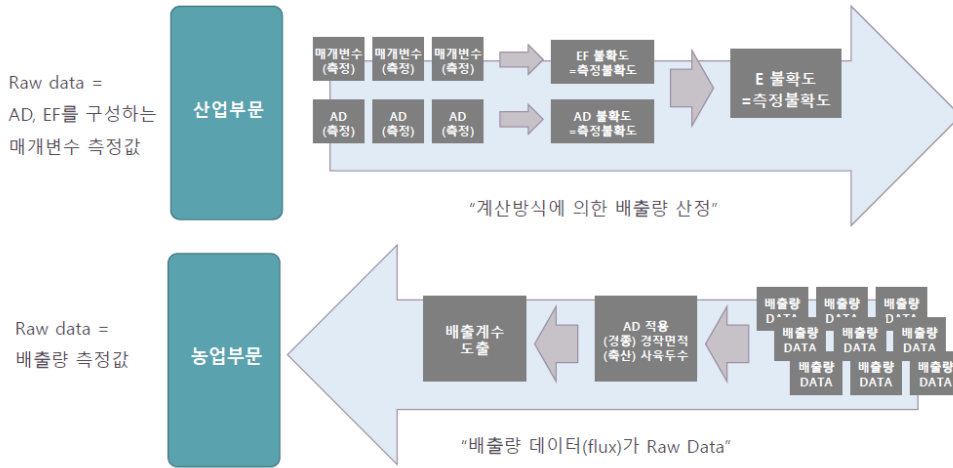 Raw data =
AD, EF를 구성하는
매개변수 측정값
산업부문
매개변수
(측정)
매개변수
(측정)
매개변수
(측정)
EF 불확도
=측정불확도
AD
(측정)
AD
(측정)
AD
(측정)
AD 불확도
=측정불확도
E 불확도
=측정불확도
"계산방식에 의한 배출량 산정"
Raw data =
배출량 측정값
농업부문
배출계수
도출
AD 적용
(경종) 경작면적
(축산) 사육두수
배출량
DATA
배출량
DATA
배출량
DATA
배출량
DATA
배출량
DATA
배출량
DATA
배출량
DATA
배출량
DATA
배출량
DATA
"배출량 데이터(flux)가 Raw Data"